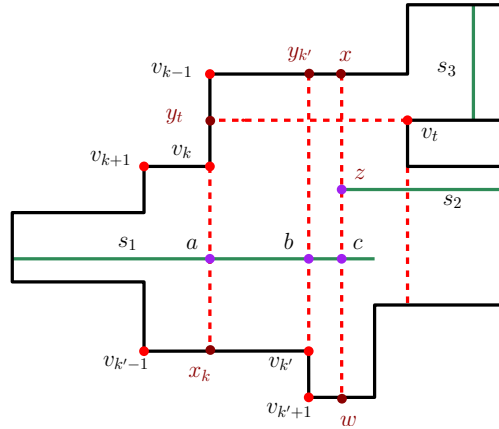 y_{k'} x
v_{k-1} s_3
y_t v_t
v_{k+1} v_k z
s_2
s_1 a b c
v_{k'-1} x_k v_{k'}
v_{k'+1} w